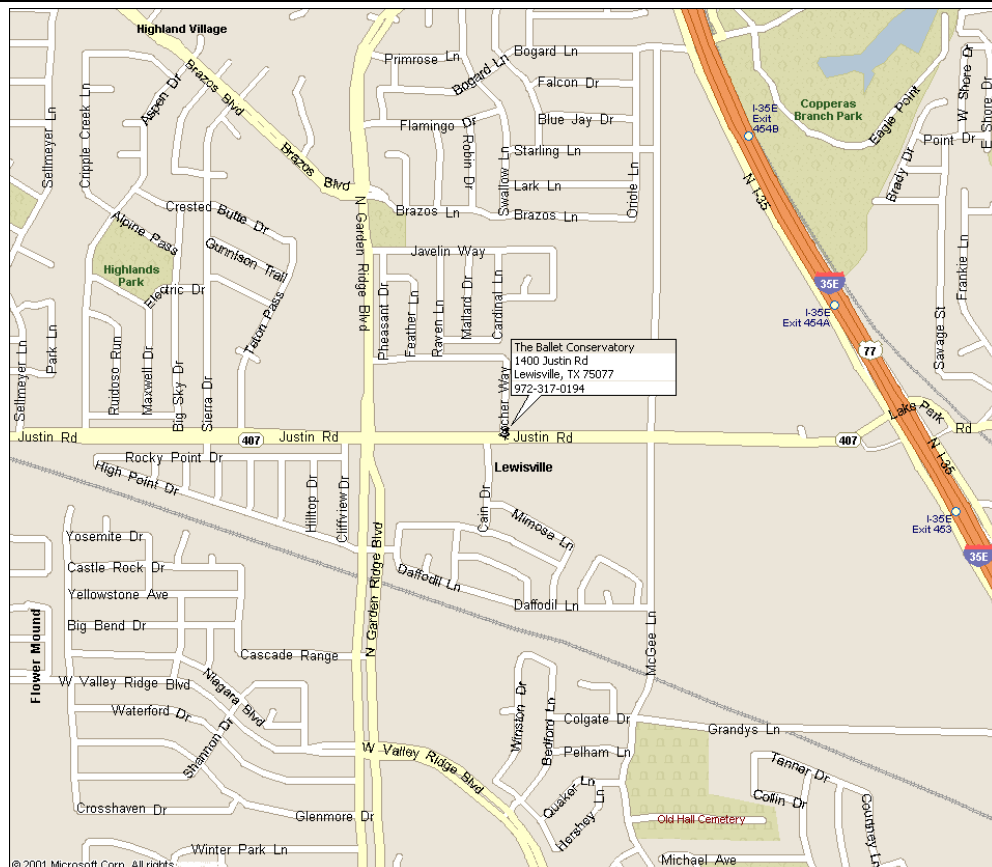 Highland Village
Brazos Blvd
Brazos Blvd
Sellmeyer Ln
Cripple Creek Ln
Aspen Dr
Primrose Ln
Bogard Ln
Bogard Ln
Falcon Dr
Blue Jay Dr
Flamingo Dr
Robin Dr
Swallow Ln
Starling Ln
Lark Ln
Oriole Ln
Brazos Ln
Brazos Ln
I-35E
Exit
454B
N I-35
Copperas
Branch Park
Eagle Point
Point Dr
W Shore Dr
E Shore Dr
Brady Dr
Frankie Ln
Savage St
Crested Butte Dr
Alpine Pass
Gunnison Trail
Highlands
Park
Electric Dr
Teton Pass
N Garden Ridge Blvd
Javelin Way
Pheasant Dr
Feather Ln
Raven Ln
Mallard Dr
Cardinal Ln
35E
I-35E
Exit 454A
77
Sellmeyer Ln
Park Ln
Ruidoso Run
Maxwell Dr
Big Sky Dr
Sierra Dr
The Ballet Conservatory
1400 Justin Rd
Lewisville, TX 75077
972-317-0194
Archer Way
Justin Rd
407
Justin Rd
Justin Rd
407
Lake Park
Rd
N I-35
Lewisville
Rocky Point Dr
High Point Dr
Hilltop Dr
Cliffview Dr
Cain Dr
Mimosa Ln
I-35E
Exit 453
35E
Yosemite Dr
Castle Rock Dr
Yellowstone Ave
Big Bend Dr
N Garden Ridge Blvd
Daffodil Ln
Daffodil Ln
McGee Ln
Flower Mound
Cascade Range
W Valley Ridge Blvd
Niagara Blvd
Waterford Dr
Shannon Dr
Winston Dr
Bedford Ln
Colgate Dr
Pelham Ln
Grandys Ln
W Valley Ridge Blvd
Quaker Ln
Hershey Ln
Tanner Dr
Collin Dr
Courtney Ln
Crosshaven Dr
Glenmore Dr
Old Hall Cemetery
Winter Park Ln
Michael Ave
© 2001 Microsoft Corp. All rights